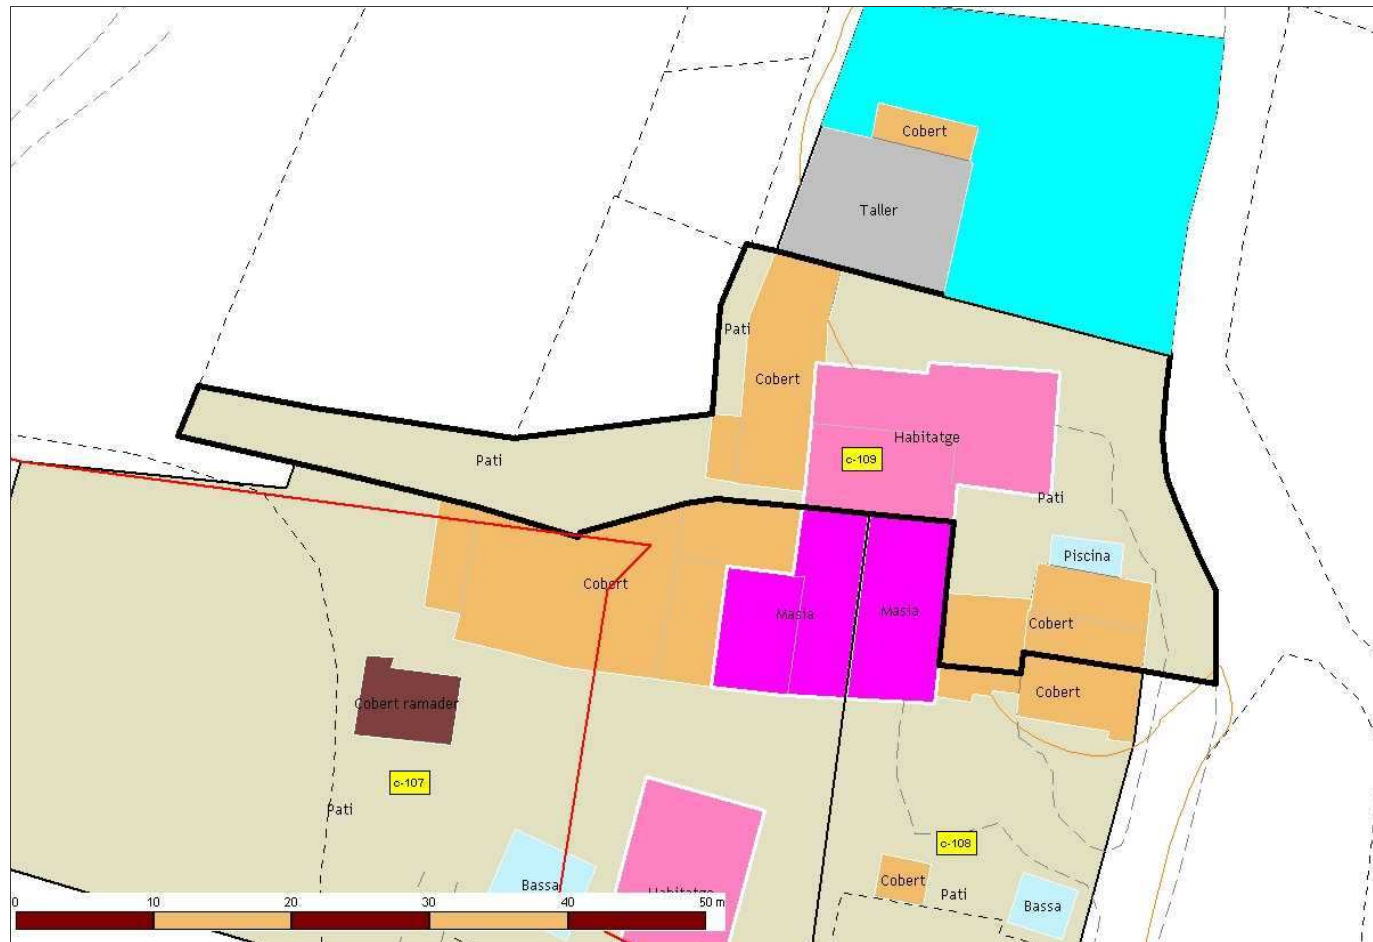 Cobert
Taller
Pati
Cobert
Habitatge
c-109
Pati
Pati
Piscina
Cobert
Masia
Masia
Cobert
Cobert
Cobert ramader
c-107
Pati
c-108
Bassa
Habitatge
Cobert
Pati
Bassa
0 10 20 30 40 50 m